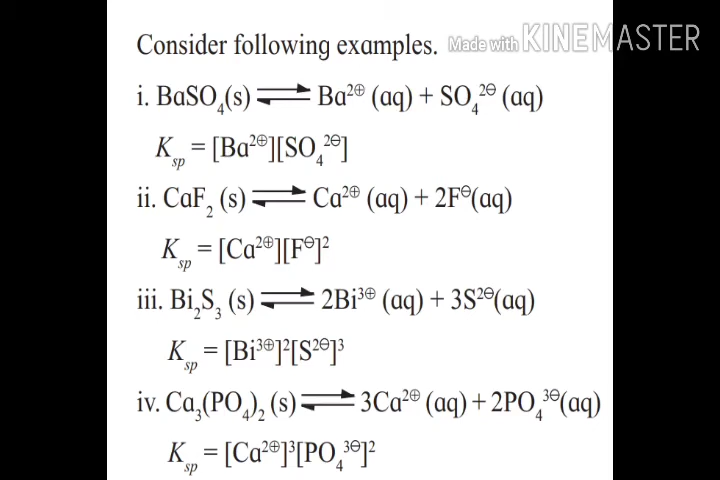 Consider following examples. Made with KINEMASTER
i. BaSO₄(s) ⇌ Ba²⊕ (aq) + SO₄²⊖ (aq)
Kₛₚ = [Ba²⊕][SO₄²⊖]
ii. CaF₂ (s) ⇌ Ca²⊕ (aq) + 2F⊖(aq)
Kₛₚ = [Ca²⊕][F⊖]²
iii. Bi₂S₃ (s) ⇌ 2Bi³⊕ (aq) + 3S²⊖(aq)
Kₛₚ = [Bi³⊕]²[S²⊖]³
iv. Ca₃(PO₄)₂ (s) ⇌ 3Ca²⊕ (aq) + 2PO₄³⊖(aq)
Kₛₚ = [Ca²⊕]³[PO₄³⊖]²